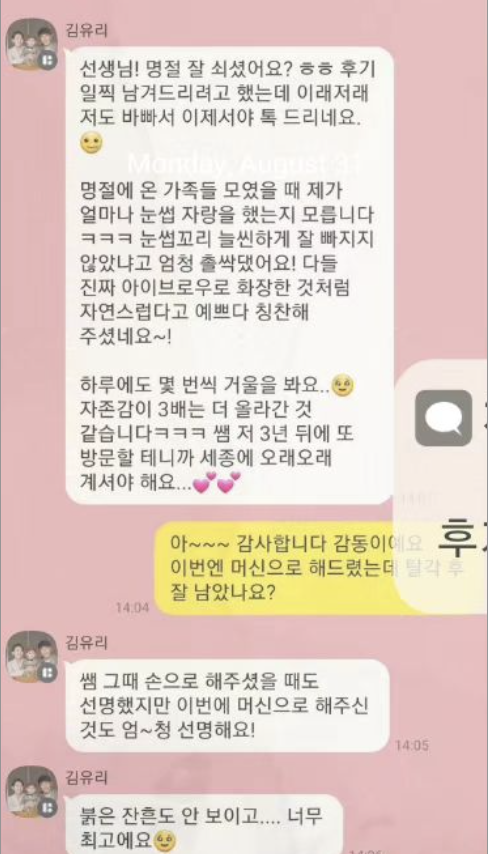 김유리
선생님! 명절 잘 쇠셨어요? ㅎㅎ 후기
일찍 남겨드리려고 했는데 이래저래
저도 바빠서 이제서야 톡 드리네요.
🙂
Monday, August 31
명절에 온 가족들 모였을 때 제가
얼마나 눈썹 자랑을 했는지 모릅니다
ㅋㅋㅋ 눈썹꼬리 늘씬하게 잘 빠지지
않았냐고 엄청 촐싹댔어요! 다들
진짜 아이브로우로 화장한 것처럼
자연스럽다고 예쁘다 칭찬해
주셨네요~!
하루에도 몇 번씩 거울을 봐요..🥹
자존감이 3배는 더 올라간 것
같습니다ㅋㅋㅋ 쌤 저 3년 뒤에 또
방문할 테니까 세종에 오래오래
계셔야 해요...💕💕
아~~~ 감사합니다 감동이에요
이번엔 머신으로 해드렸는데 탈각 후
잘 남았나요?
14:04
김유리
쌤 그때 손으로 해주셨을 때도
선명했지만 이번에 머신으로 해주신
것도 엄~청 선명해요!
14:05
김유리
붉은 잔흔도 안 보이고.... 너무
최고에요🥹